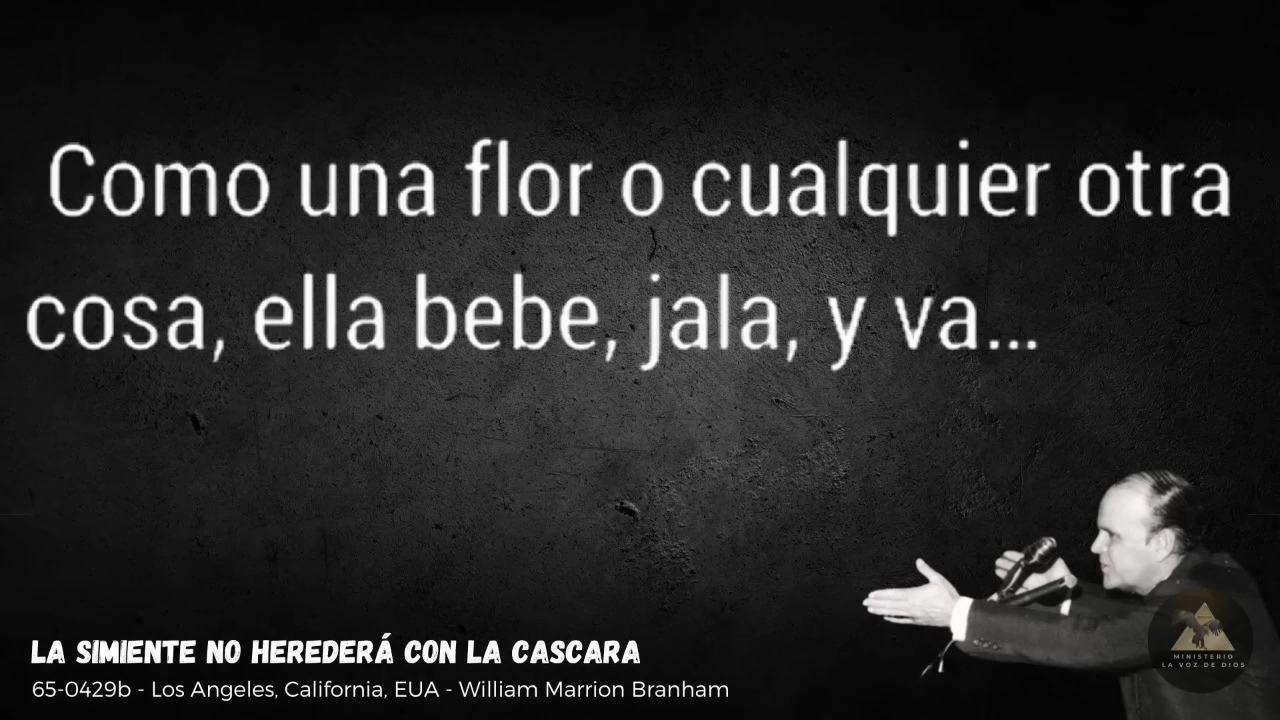 Como una flor o cualquier otra
cosa, ella bebe, jala, y va...
LA SIMIENTE NO HEREDERÁ CON LA CASCARA
65-0429b - Los Angeles, California, EUA - William Marrion Branham
MINISTERIO
LA VOZ DE DIOS